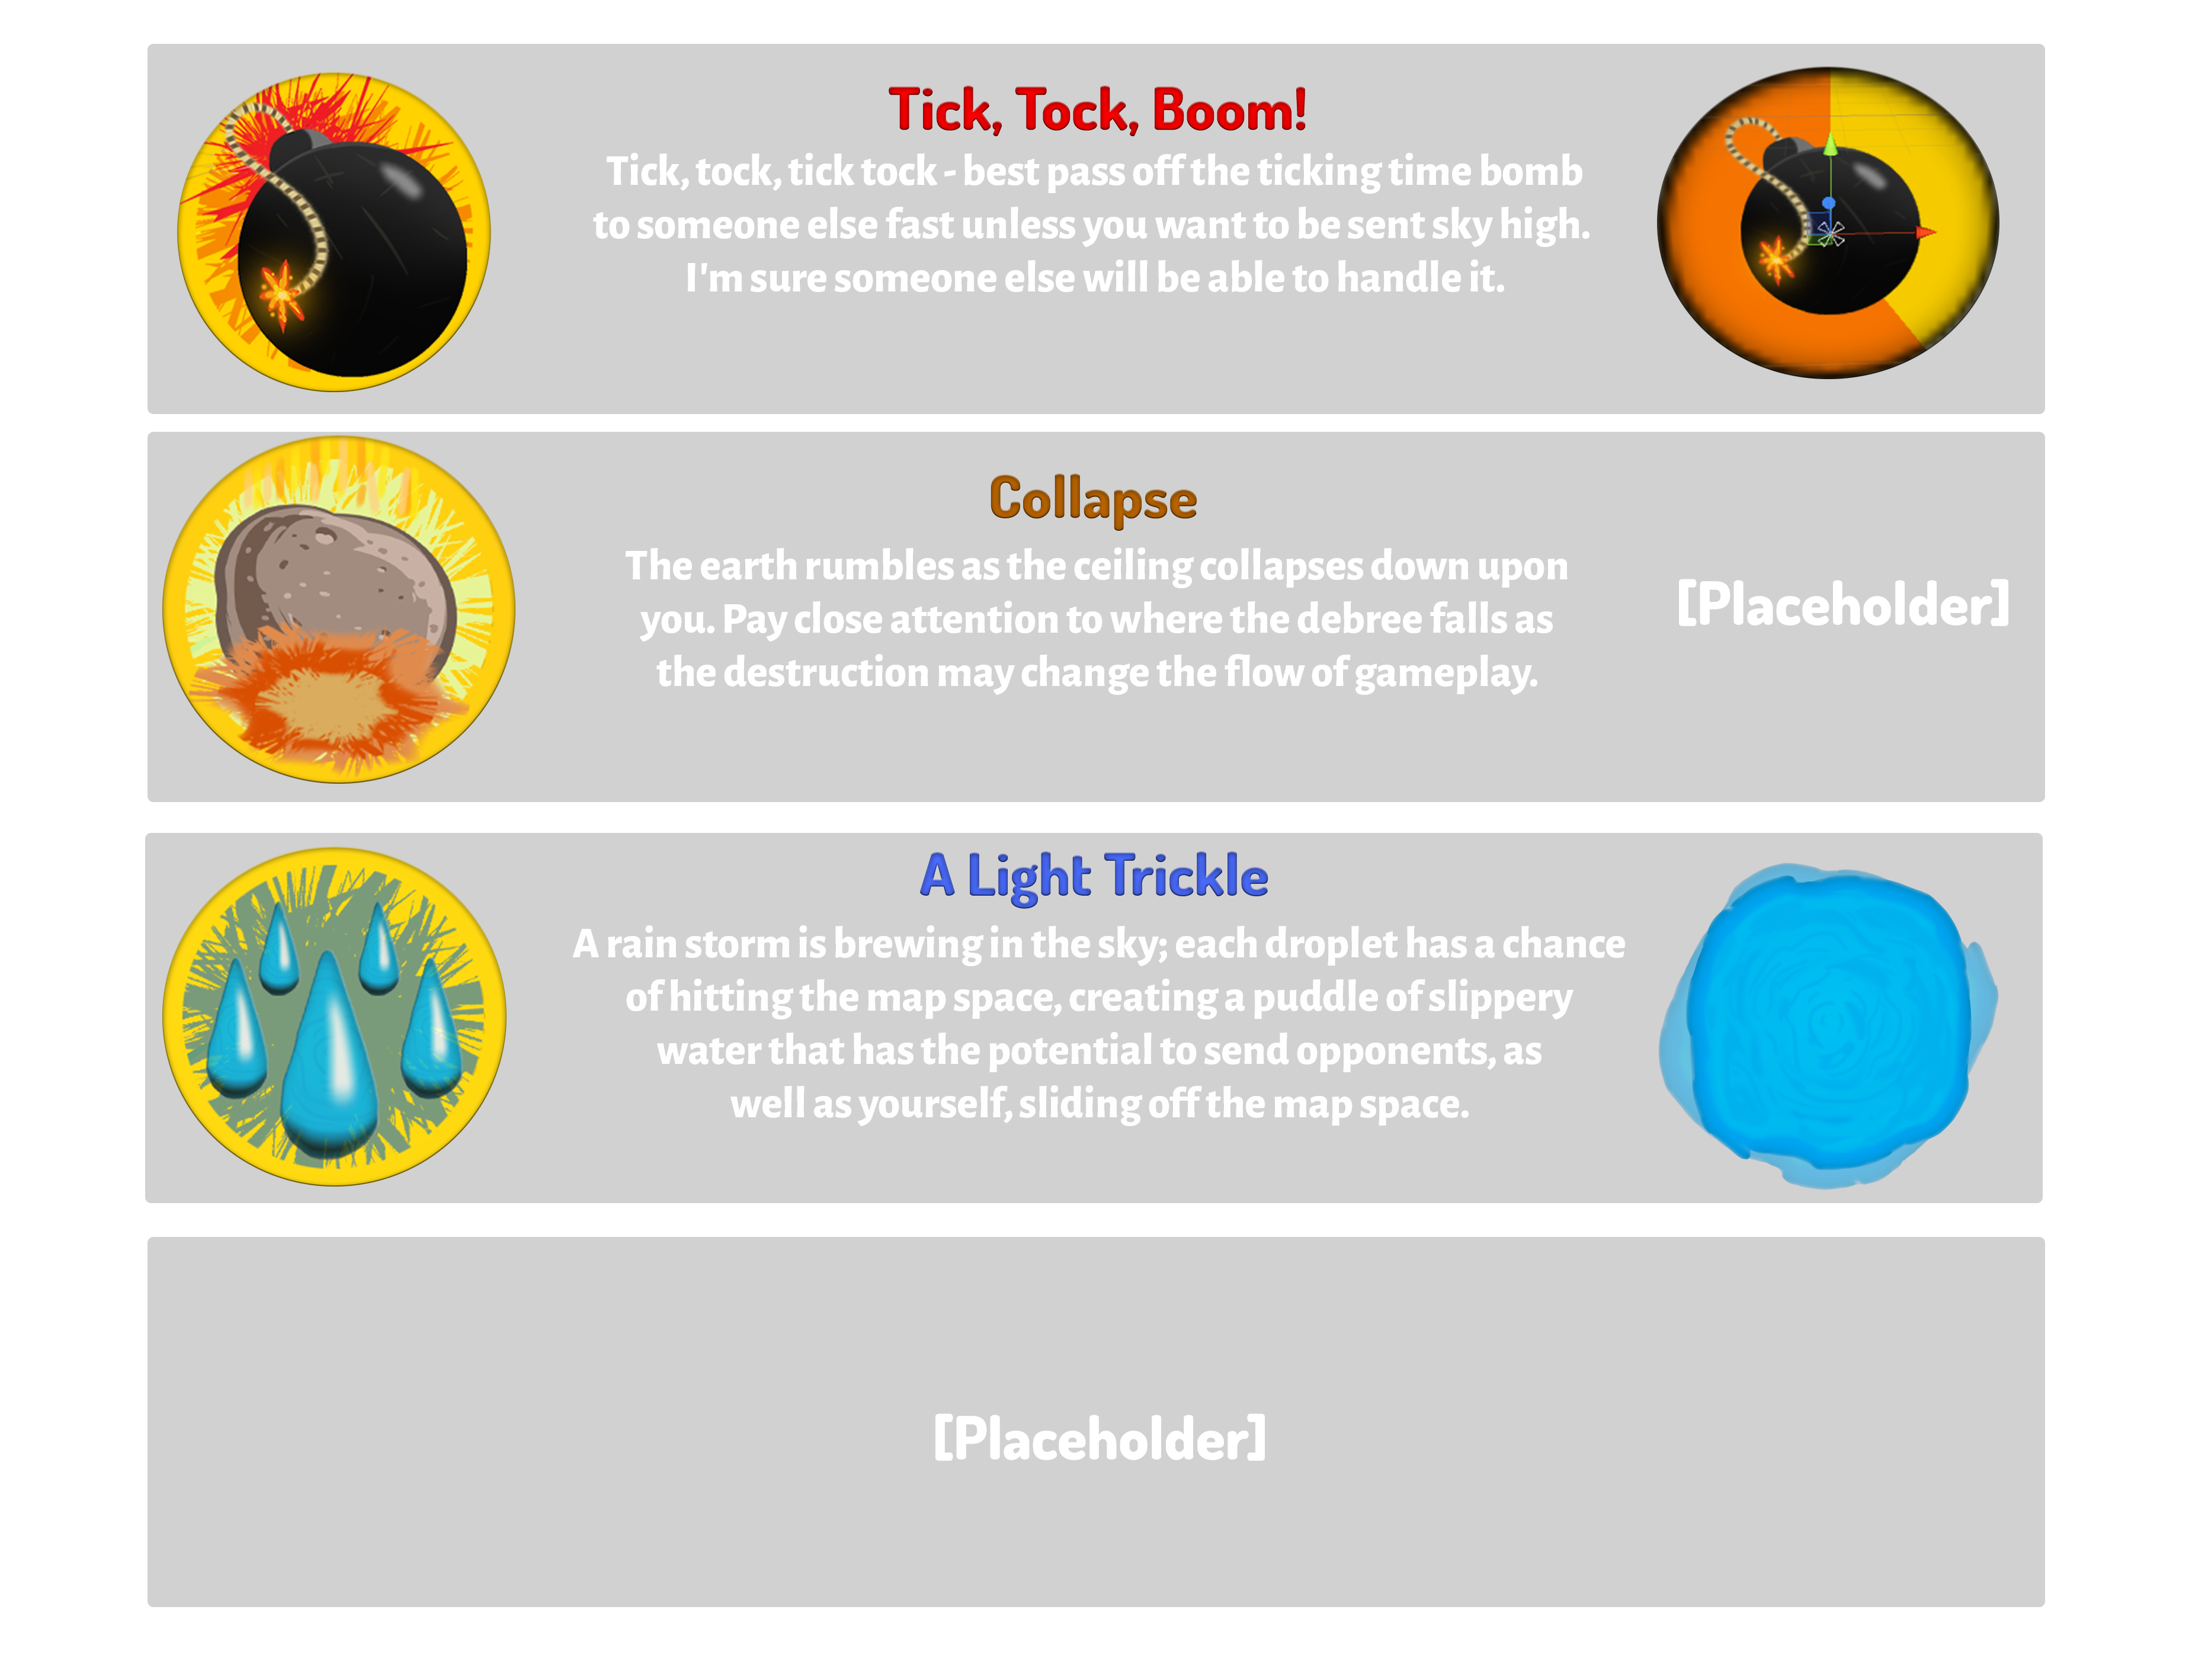 Tick, Tock, Boom!
Tick, tock, tick tock - best pass off the ticking time bomb
to someone else fast unless you want to be sent sky high.
I'm sure someone else will be able to handle it.
Collapse
The earth rumbles as the ceiling collapses down upon
you. Pay close attention to where the debree falls as
the destruction may change the flow of gameplay.
[Placeholder]
A Light Trickle
A rain storm is brewing in the sky; each droplet has a chance
of hitting the map space, creating a puddle of slippery
water that has the potential to send opponents, as
well as yourself, sliding off the map space.
[Placeholder]